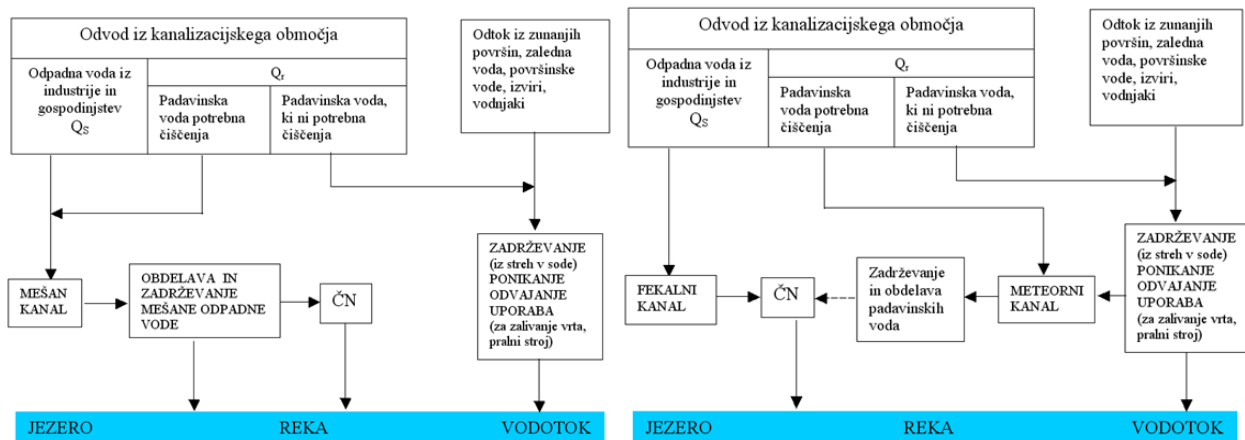 Odvod iz kanalizacijskega območja
Odpadna voda iz
industrije in
gospodinjstev
QS
Qr
Padavinska
voda potrebna
čiščenja
Padavinska voda,
ki ni potrebna
čiščenja
Odtok iz zunanjih
površin, zaledna
voda, površinske
vode, izviri,
vodnjaki
MEŠAN
KANAL
OBDELAVA IN
ZADRŽEVANJE
MEŠANE ODPADNE
VODE
ČN
ZADRŽEVANJE
(iz streh v sode)
PONIKANJE
ODVAJANJE
UPORABA
(za zalivanje vrta,
pralni stroj)
JEZERO
REKA
VODOTOK
Odvod iz kanalizacijskega območja
Odpadna voda iz
industrije in
gospodinjstev
QS
Qr
Padavinska
voda potrebna
čiščenja
Padavinska voda,
ki ni potrebna
čiščenja
Odtok iz zunanjih
površin, zaledna
voda, površinske
vode, izviri,
vodnjaki
FEKALNI
KANAL
ČN
Zadrževanje
in obdelava
padavinskih
voda
METEORNI
KANAL
ZADRŽEVANJE
(iz streh v sode)
PONIKANJE
ODVAJANJE
UPORABA
(za zalivanje vrta,
pralni stroj)
JEZERO
REKA
VODOTOK